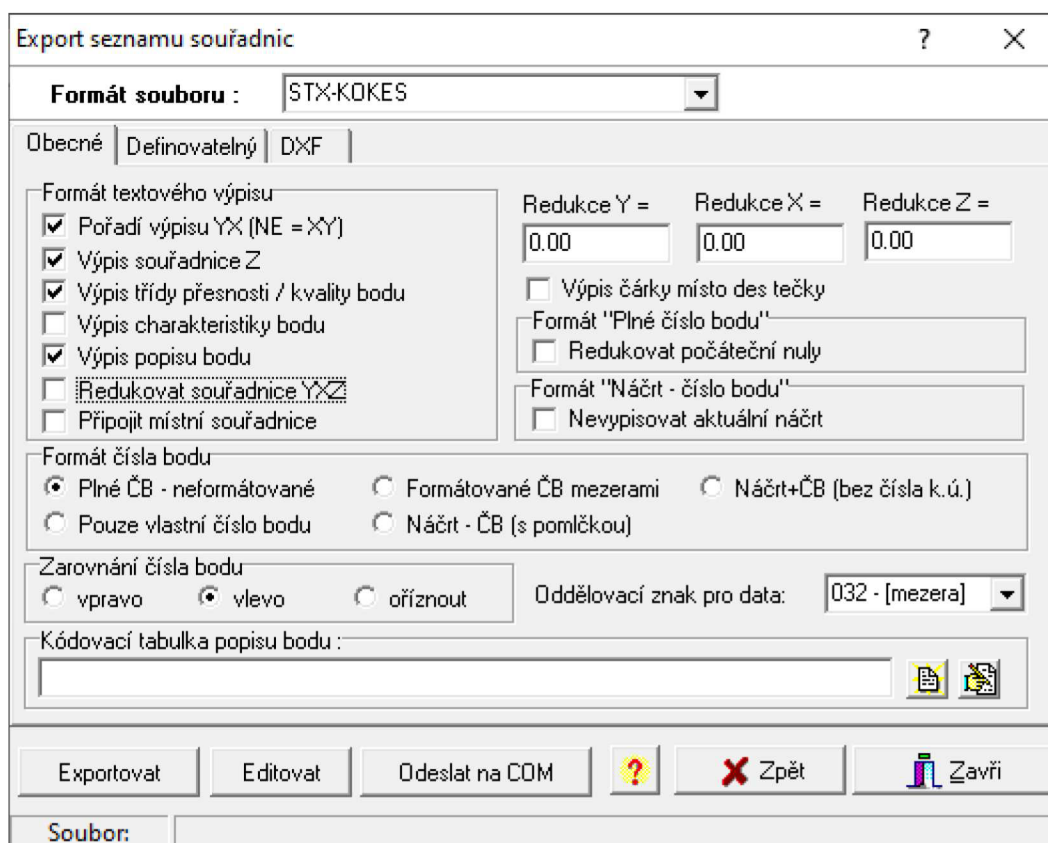 Export seznamu souřadnic
Formát souboru : STX-KOKES
Obecné Definovatelný DXF
Formát textového výpisu
Pořadí výpisu YX (NE = XY)
Výpis souřadnice Z
Výpis třídy přesnosti / kvality bodu
Výpis charakteristiky bodu
Výpis popisu bodu
Redukovat souřadnice YXZ
Připojit místní souřadnice
Redukce Y = Redukce X = Redukce Z =
0.00 0.00 0.00
Výpis čárky místo des tečky
Formát "Plné číslo bodu"
Redukovat počáteční nuly
Formát "Náčrt - číslo bodu"
Nevypisovat aktuální náčrt
Formát čísla bodu
Plné ČB - neformátované Formátované ČB mezerami Náčrt+ČB (bez čísla k.ú.)
Pouze vlastní číslo bodu Náčrt - ČB (s pomlčkou)
Zarovnání čísla bodu
vpravo vlevo oříznout
Oddělovací znak pro data: 032 - [mezera]
Kódovací tabulka popisu bodu :
Exportovat Editovat Odeslat na COM ? Zpět Zavři
Soubor: